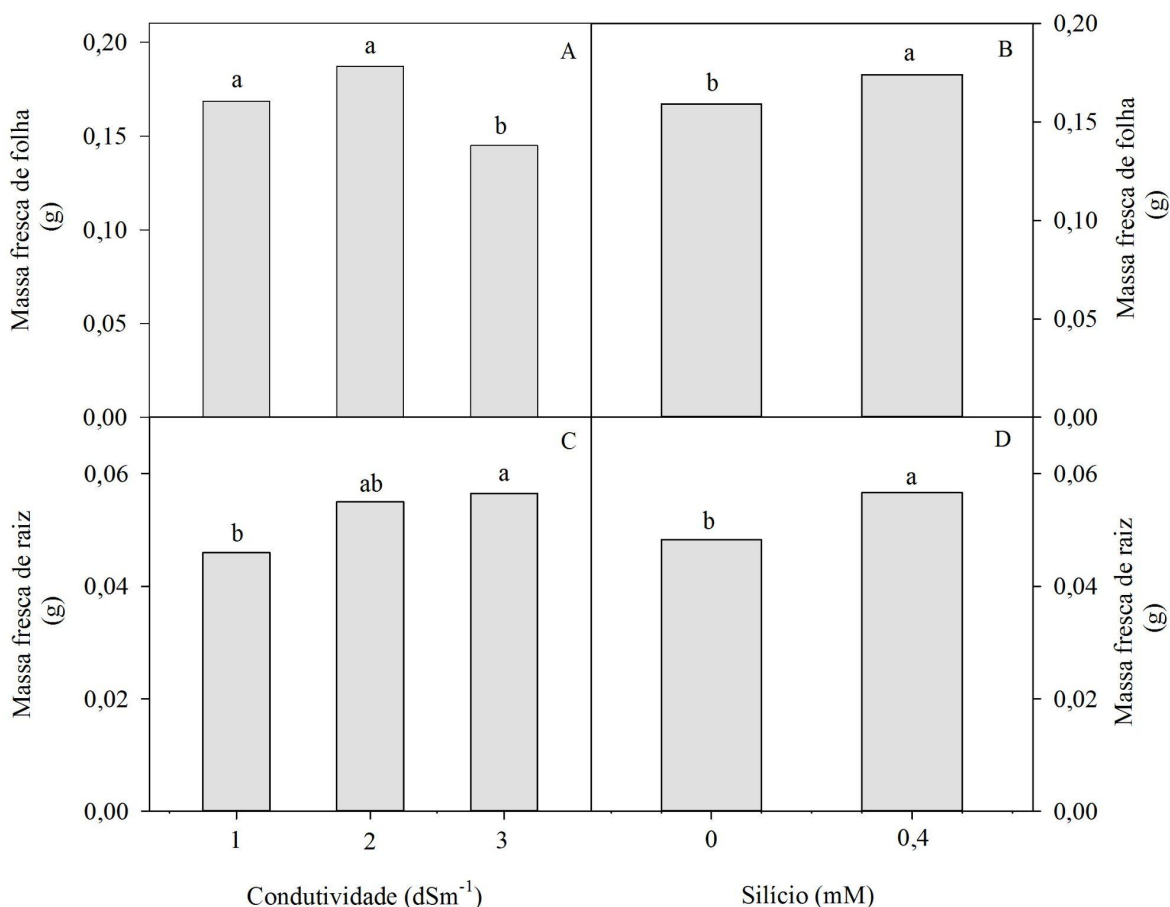 A
B
0,20
0,20
a
a
a
b
b
0,15
0,15
Massa fresca de folha
(g)
Massa fresca de folha
(g)
0,10
0,10
0,05
0,05
0,00
0,00
C
D
0,06
0,06
b
ab
a
b
a
Massa fresca de raiz
(g)
Massa fresca de raiz
(g)
0,04
0,04
0,02
0,02
0,00
0,00
1
2
3
0
0,4
Condutividade (dSm⁻¹)
Silício (mM)